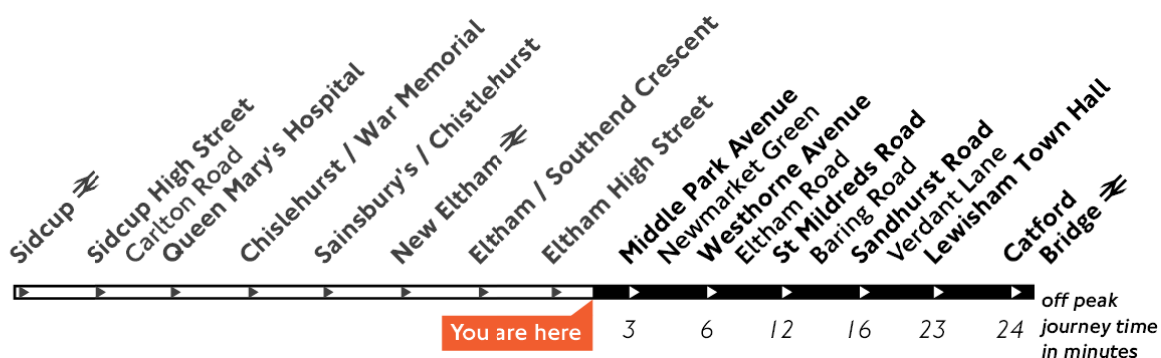 Sidcup
Sidcup High Street
Carlton Road
Queen Mary's Hospital
Chislehurst / War Memorial
Sainsbury's / Chistlehurst
New Eltham
Eltham / Southend Crescent
Eltham High Street
Middle Park Avenue
Newmarket Green
Westhorne Avenue
Eltham Road
St Mildreds Road
Baring Road
Sandhurst Road
Verdant Lane
Lewisham Town Hall
Catford
Bridge
You are here
3 6 12 16 23 24
off peak
journey time
in minutes